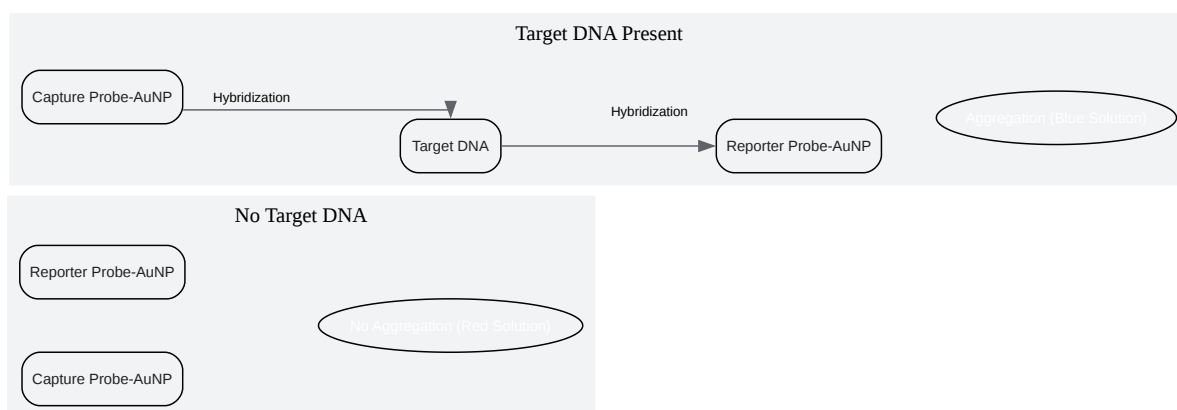 Target DNA Present
Capture Probe-AuNP
Hybridization
Target DNA
Hybridization
Reporter Probe-AuNP
Aggregation (Blue Solution)
No Target DNA
Reporter Probe-AuNP
No Aggregation (Red Solution)
Capture Probe-AuNP